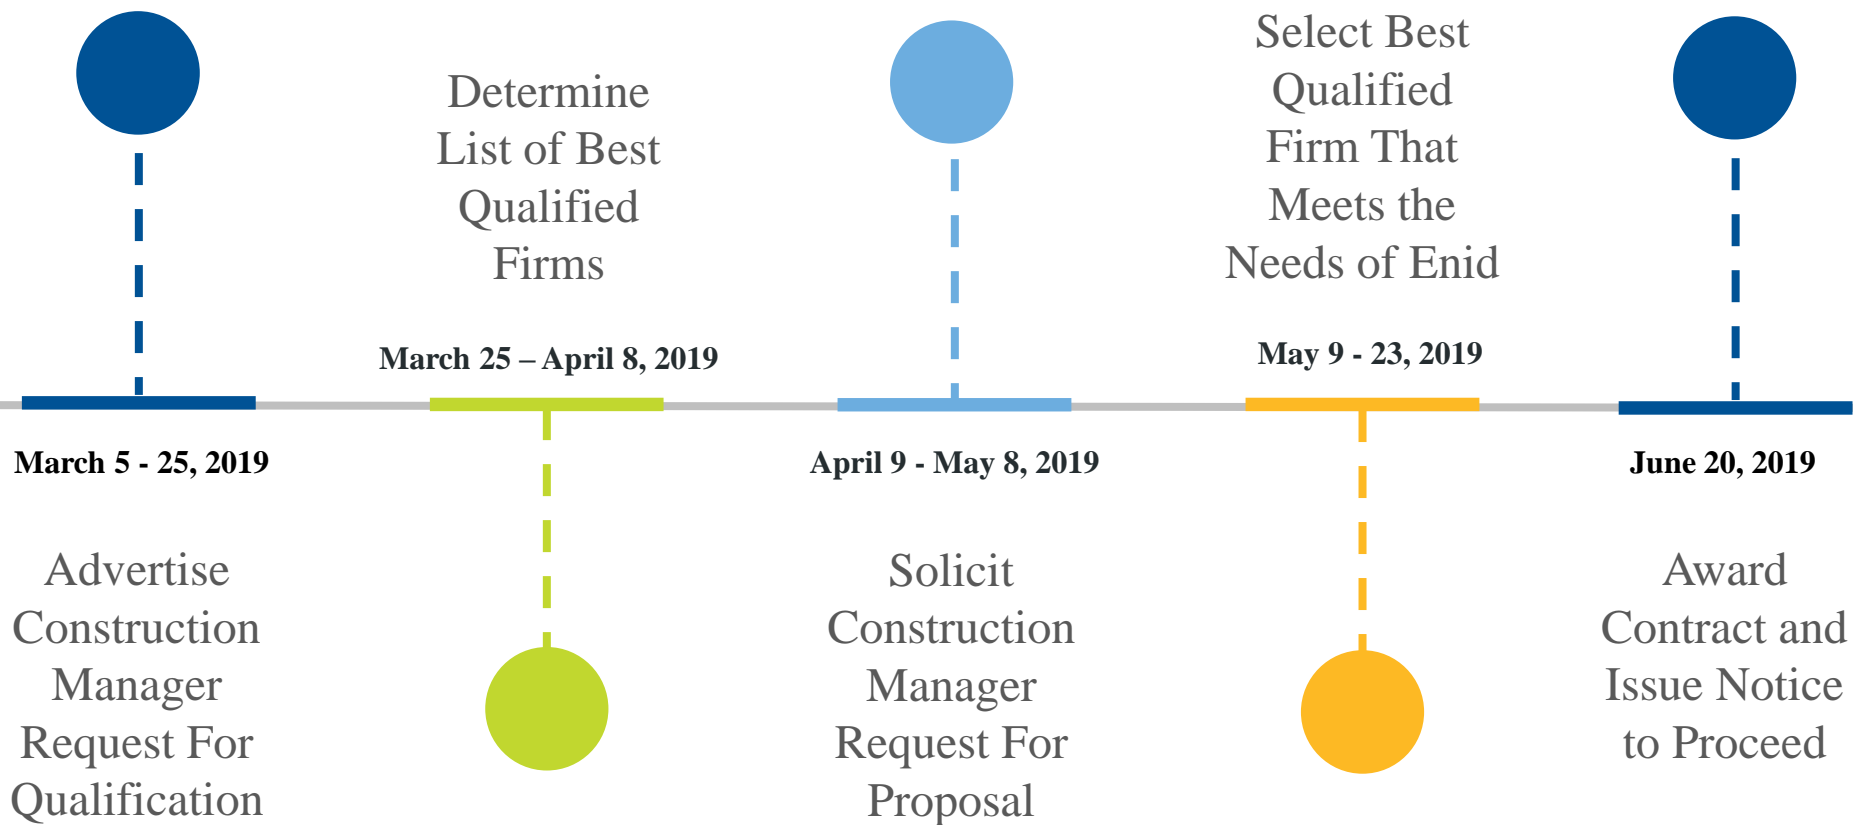 March 5 - 25, 2019
Advertise
Construction
Manager
Request For
Qualification
Determine
List of Best
Qualified
Firms
March 25 – April 8, 2019
April 9 - May 8, 2019
Solicit
Construction
Manager
Request For
Proposal
Select Best
Qualified
Firm That
Meets the
Needs of Enid
May 9 - 23, 2019
June 20, 2019
Award
Contract and
Issue Notice
to Proceed